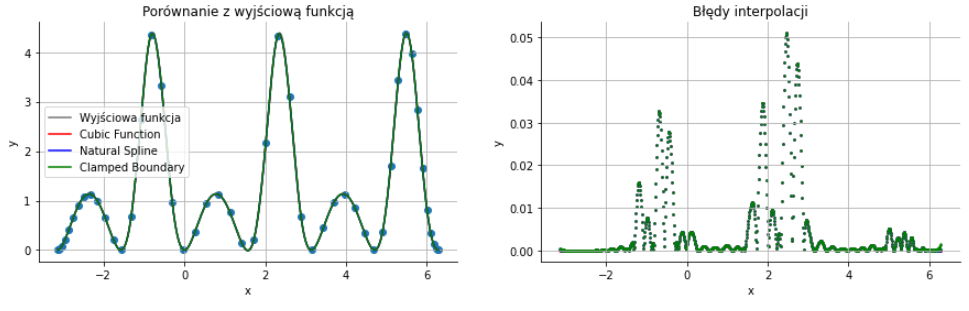 Porównanie z wyjściową funkcją
y
4
3
2
1
0
Wyjściowa funkcja
Cubic Function
Natural Spline
Clamped Boundary
−2
0
2
4
6
x
Błędy interpolacji
y
0.05
0.04
0.03
0.02
0.01
0.00
−2
0
2
4
6
x